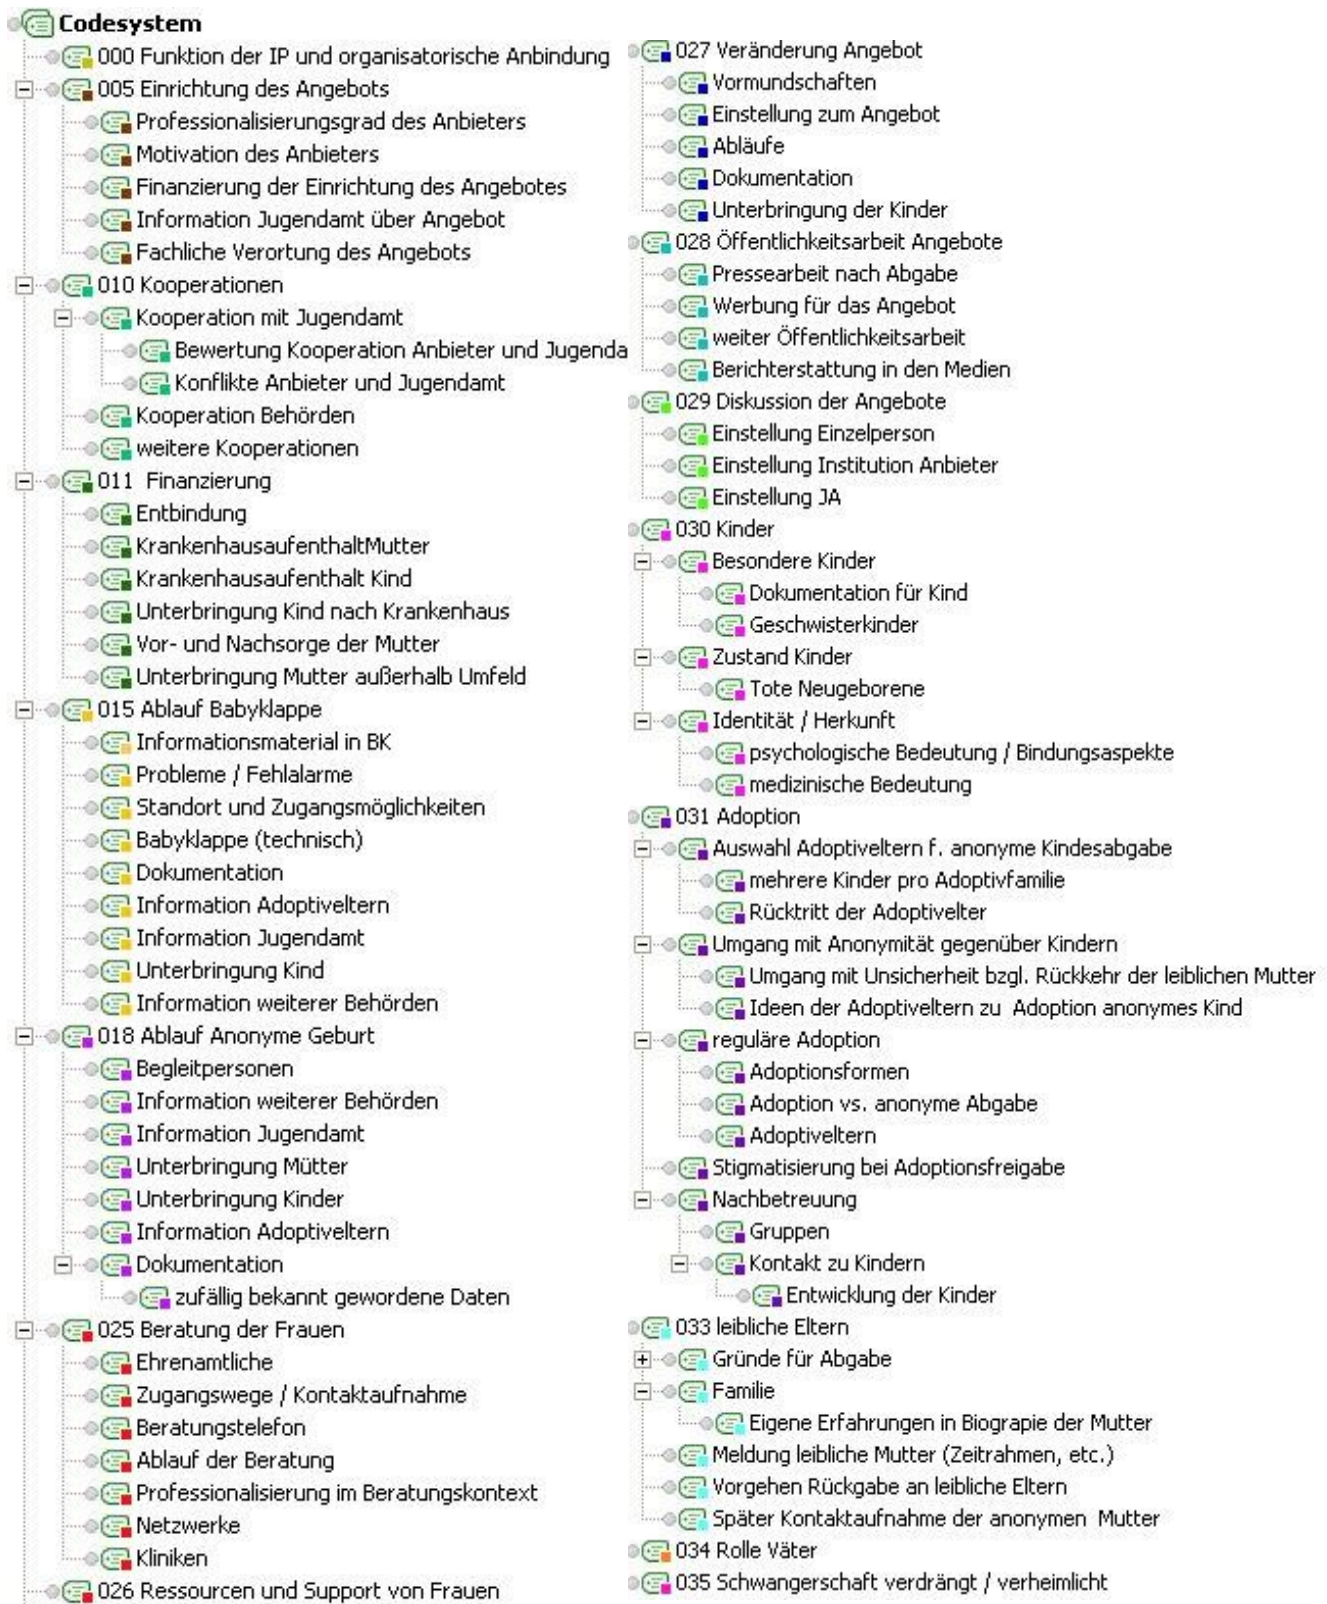 Codesystem
000 Funktion der IP und organisatorische Anbindung
005 Einrichtung des Angebots
Professionalisierungsgrad des Anbieters
Motivation des Anbieters
Finanzierung der Einrichtung des Angebotes
Information Jugendamt über Angebot
Fachliche Verortung des Angebots
010 Kooperationen
Kooperation mit Jugendamt
Bewertung Kooperation Anbieter und Jugenda
Konflikte Anbieter und Jugendamt
Kooperation Behörden
weitere Kooperationen
011 Finanzierung
Entbindung
KrankenhausaufenthaltMutter
Krankenhausaufenthalt Kind
Unterbringung Kind nach Krankenhaus
Vor- und Nachsorge der Mutter
Unterbringung Mutter außerhalb Umfeld
015 Ablauf Babyklappe
Informationsmaterial in BK
Probleme / Fehlalarme
Standort und Zugangsmöglichkeiten
Babyklappe (technisch)
Dokumentation
Information Adoptiveltern
Information Jugendamt
Unterbringung Kind
Information weiterer Behörden
018 Ablauf Anonyme Geburt
Begleitpersonen
Information weiterer Behörden
Information Jugendamt
Unterbringung Mütter
Unterbringung Kinder
Information Adoptiveltern
Dokumentation
zufällig bekannt gewordene Daten
025 Beratung der Frauen
Ehrenamtliche
Zugangswege / Kontaktaufnahme
Beratungstelefon
Ablauf der Beratung
Professionalisierung im Beratungskontext
Netzwerke
Kliniken
026 Ressourcen und Support von Frauen
027 Veränderung Angebot
Vormundschaften
Einstellung zum Angebot
Abläufe
Dokumentation
Unterbringung der Kinder
028 Öffentlichkeitsarbeit Angebote
Pressearbeit nach Abgabe
Werbung für das Angebot
weiter Öffentlichkeitsarbeit
Berichterstattung in den Medien
029 Diskussion der Angebote
Einstellung Einzelperson
Einstellung Institution Anbieter
Einstellung JA
030 Kinder
Besondere Kinder
Dokumentation für Kind
Geschwisterkinder
Zustand Kinder
Tote Neugeborene
Identität / Herkunft
psychologische Bedeutung / Bindungsaspekte
medizinische Bedeutung
031 Adoption
Auswahl Adoptiveltern f. anonyme Kindesabgabe
mehrere Kinder pro Adoptivfamilie
Rücktritt der Adoptivelter
Umgang mit Anonymität gegenüber Kindern
Umgang mit Unsicherheit bzgl. Rückkehr der leiblichen Mutter
Ideen der Adoptiveltern zu Adoption anonymes Kind
reguläre Adoption
Adoptionsformen
Adoption vs. anonyme Abgabe
Adoptiveltern
Stigmatisierung bei Adoptionsfreigabe
Nachbetreuung
Gruppen
Kontakt zu Kindern
Entwicklung der Kinder
033 leibliche Eltern
Gründe für Abgabe
Familie
Eigene Erfahrungen in Biograpie der Mutter
Meldung leibliche Mutter (Zeitrahmen, etc.)
Vorgehen Rückgabe an leibliche Eltern
Später Kontaktaufnahme der anonymen Mutter
034 Rolle Väter
035 Schwangerschaft verdrängt / verheimlicht